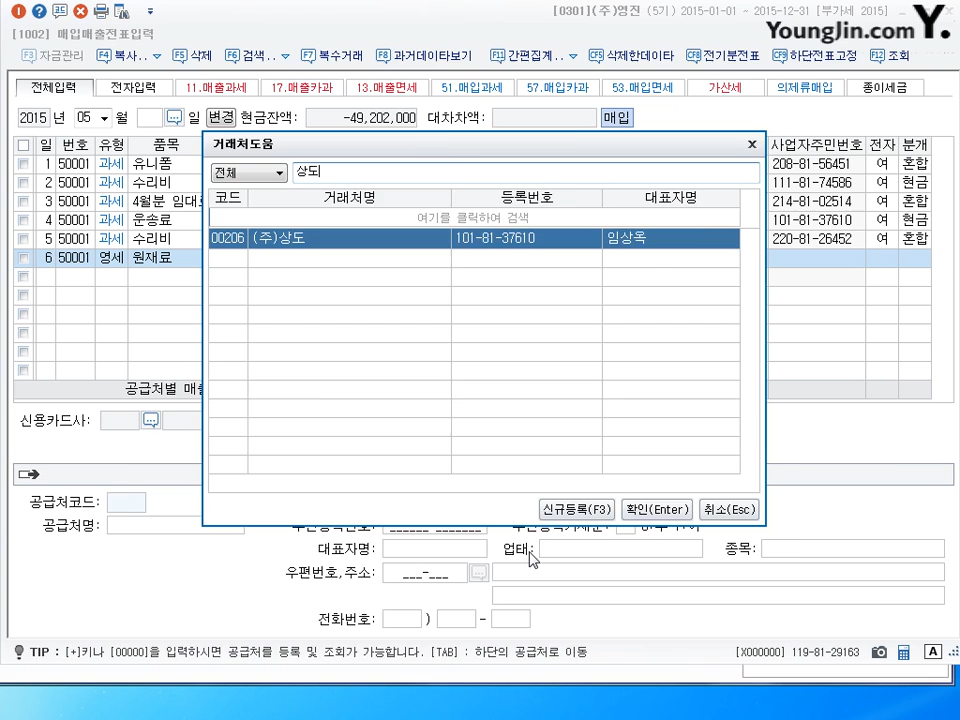 [0301](주)영진 (5기) 2015-01-01 ~ 2015-12-31 [부가세 2015]
[1002] 매입매출전표입력
YoungJin.com Y.
F3 자금관리 F4 복사.. F5 삭제 F6 검색.. F7 복수거래 F8 과거데이타보기 F11 간편집계.. CF5 삭제한데이타 CF8 전기분전표 CF9 하단전표고정 F12 조회
전체입력 전자입력 11.매출과세 17.매출카과 13.매출면세 51.매입과세 57.매입카과 53.매입면세 가산세 의제류매입 종이세금
2015 년 05 월 일 변경 현금잔액: -49,202,000 대차차액: 매입
거래처도움
전체 상되
일 번호 유형 품목 사업자주민번호 전자 분개
1 50001 과세 유니폼 208-81-56451 여 혼합
2 50001 과세 수리비 111-81-74586 여 현금
3 50001 과세 4월분 임대료 214-81-02514 여 혼합
4 50001 과세 운송료 101-81-37610 여 현금
5 50001 과세 수리비 220-81-26452 여 혼합
6 50001 영세 원재료
코드 거래처명 등록번호 대표자명
여기를 클릭하여 검색
00206 (주)상도 101-81-37610 임상옥
공급처별 매출
신용카드사:
신규등록(F3) 확인(Enter) 취소(Esc)
공급처코드:
공급처명:
대표자명: 업태: 종목:
우편번호,주소: ___-___
전화번호: ) -
TIP : [+]키나 [00000]을 입력하시면 공급처를 등록 및 조회가 가능합니다. [TAB] : 하단의 공급처로 이동 [X000000] 119-81-29163 A